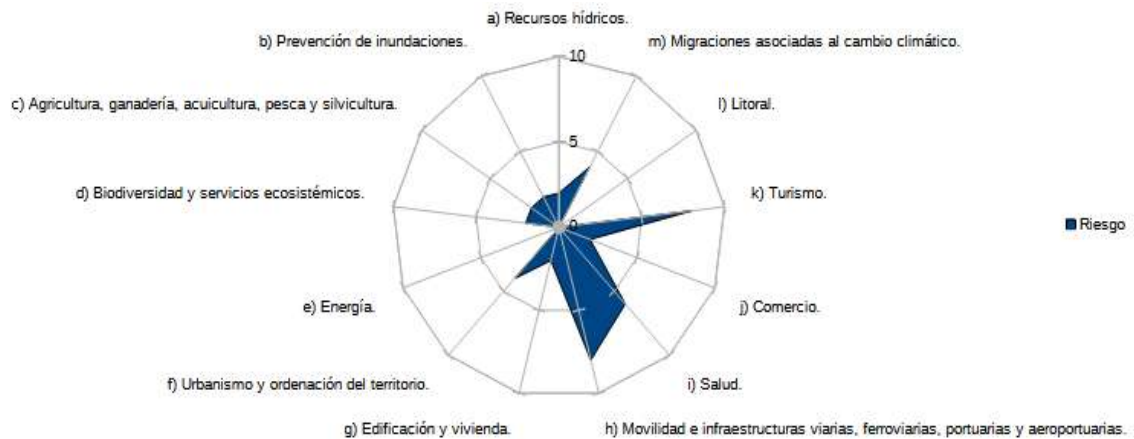 a) Recursos hídricos.
b) Prevención de inundaciones.
m) Migraciones asociadas al cambio climático.
10
c) Agricultura, ganadería, acuicultura, pesca y silvicultura.
l) Litoral.
5
d) Biodiversidad y servicios ecosistémicos.
k) Turismo.
0
Riesgo
e) Energía.
j) Comercio.
f) Urbanismo y ordenación del territorio.
i) Salud.
g) Edificación y vivienda.
h) Movilidad e infraestructuras viarias, ferroviarias, portuarias y aeroportuarias.